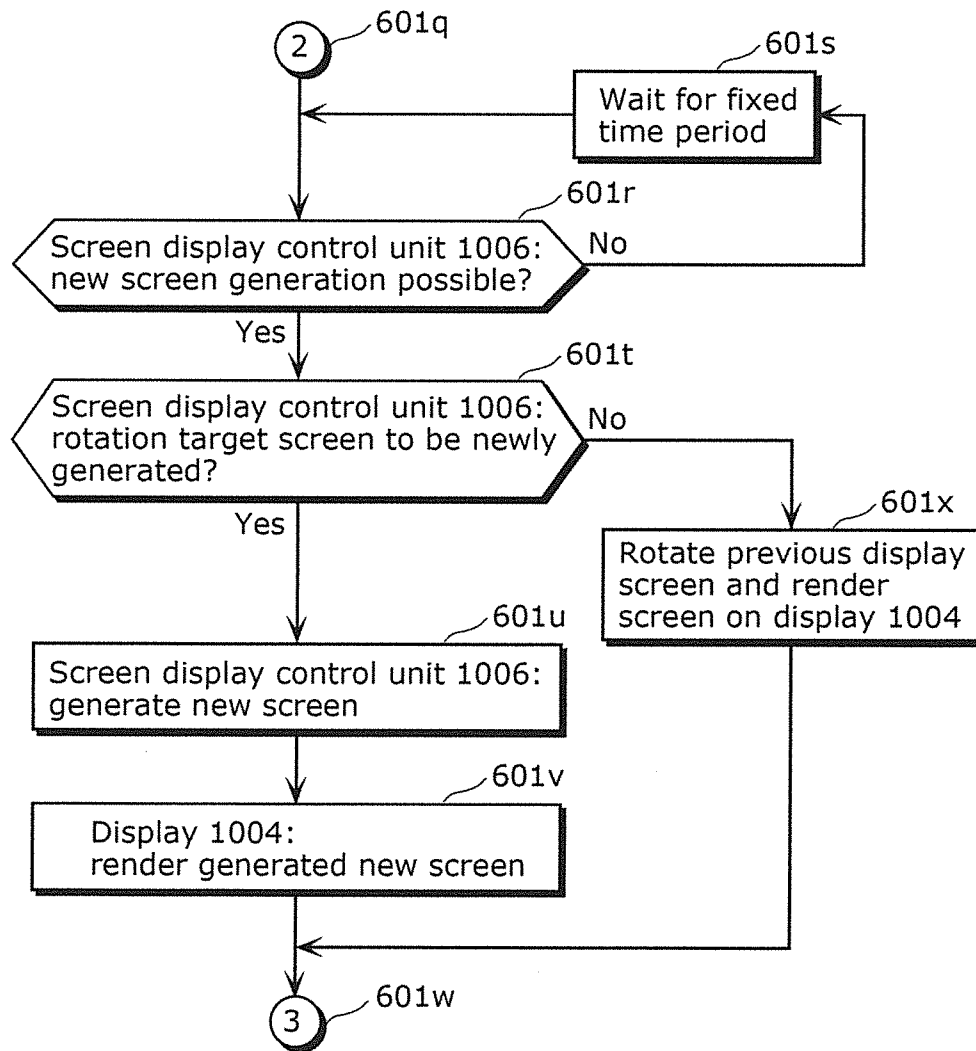 2
601q
601s
Wait for fixed
time period
601r
Screen display control unit 1006:
new screen generation possible?
No
Yes
601t
Screen display control unit 1006:
rotation target screen to be newly
generated?
No
Yes
601x
Rotate previous display
screen and render
screen on display 1004
601u
Screen display control unit 1006:
generate new screen
601v
Display 1004:
render generated new screen
3
601w